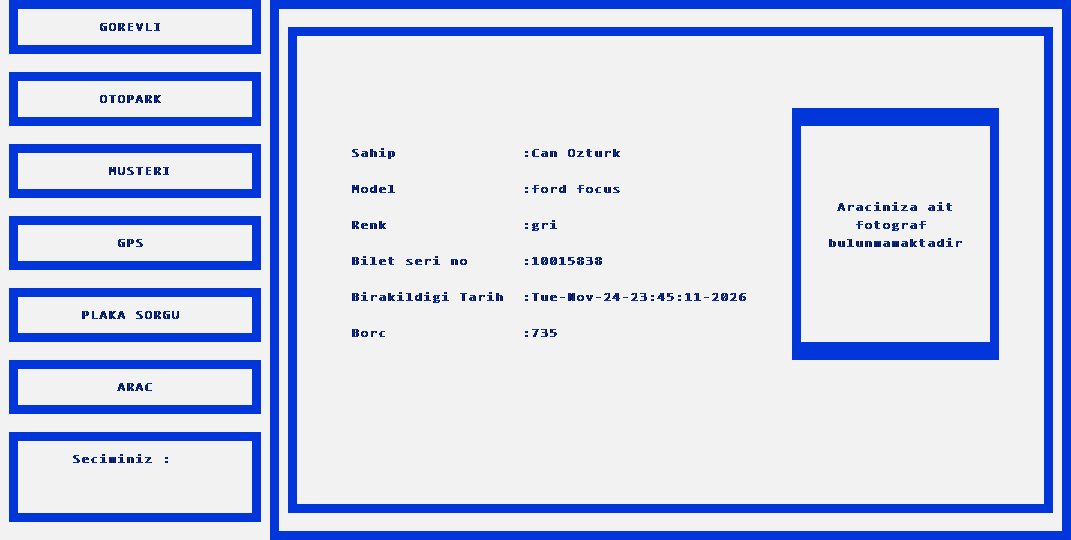 GOREVLI
OTOPARK
MUSTERI
GPS
PLAKA SORGU
ARAC
Seciminiz :
Sahip :Can Ozturk
Model :ford focus
Renk :gri
Bilet seri no :10015838
Birakildigi Tarih :Tue-Nov-24-23:45:11-2026
Borc :735
Araciniza ait
fotograf
bulunmamaktadir